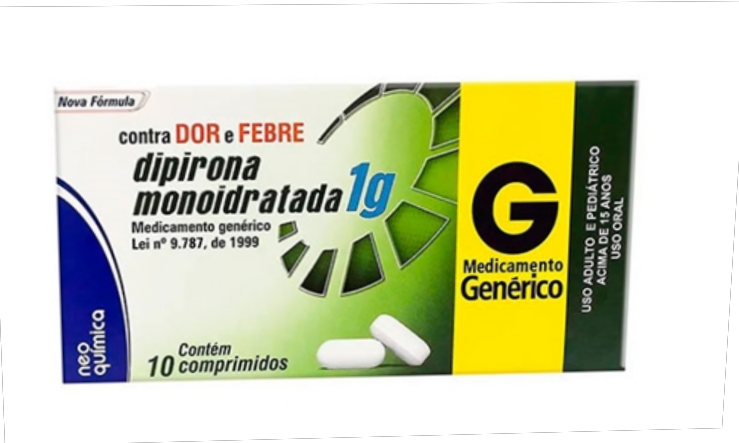 Nova Fórmula
contra DOR e FEBRE
dipirona
monoidratada 1g
Medicamento genérico
Lei nº 9.787, de 1999
neo
química
Contém
10 comprimidos
G
Medicamento
Genérico
USO ADULTO E PEDIÁTRICO
ACIMA DE 15 ANOS
USO ORAL